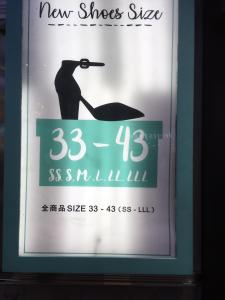 New Shoes Size
33-43
SS.S.M.L.LL.LLL
全商品SIZE 33-43 (SS-LLL)